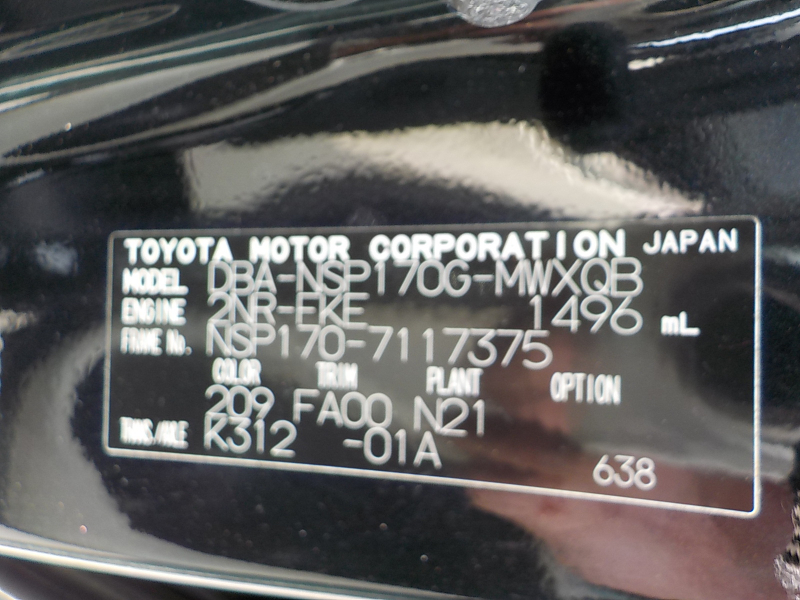 TOYOTA MOTOR CORPORATION JAPAN
MODEL DBA-NSP170G-MWXQB
ENGINE 2NR-FKE 1496 mL
FRAME No. NSP170-7117375
COLOR TRIM PLANT OPTION
209 FA00 N21
TRANS/AXLE K312 -01A
638